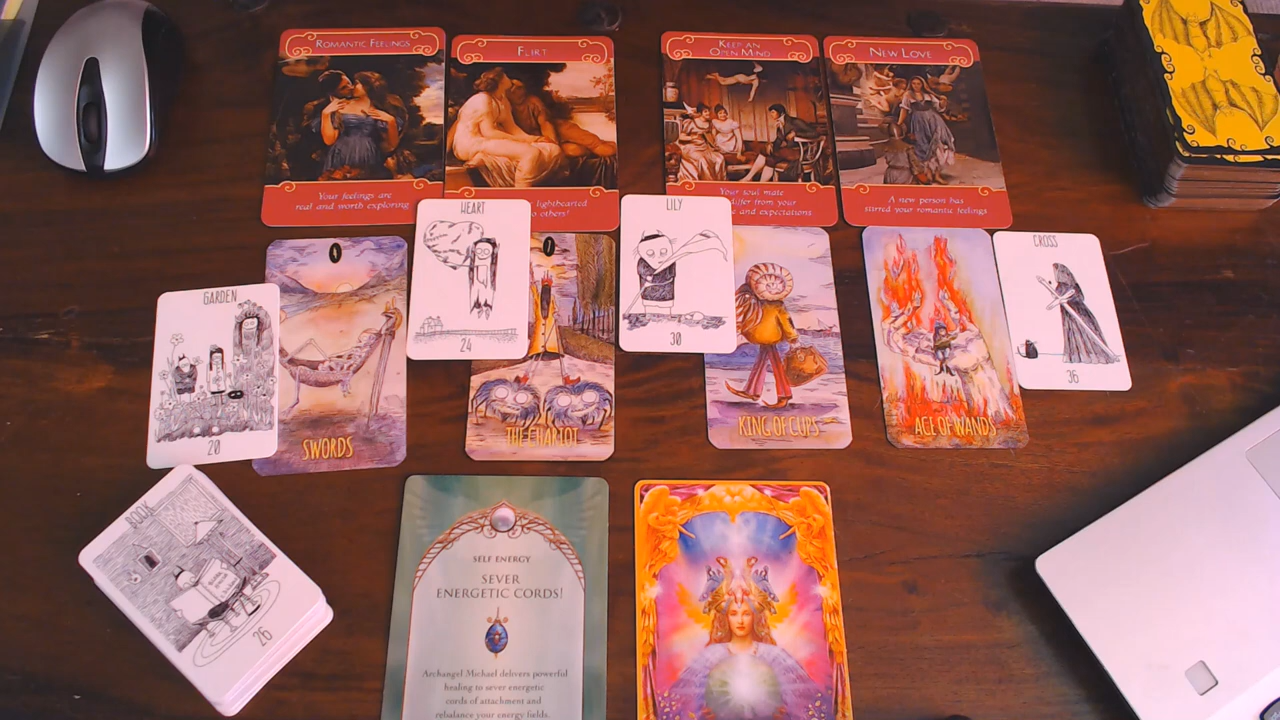 ROMANTIC FEELINGS
Your feelings are
real and worth exploring
FLIRT
lighthearted
o others!
KEEP AN
OPEN MIND
Your soul mate
differ from your
e and expectations
NEW LOVE
A new person has
stirred your romantic feelings
HEART
24
LILY
30
GARDEN
20
CROSS
36
SWORDS
THE CHARIOT
KING OF CUPS
ACE OF WANDS
BOOK
26
SELF ENERGY
SEVER
ENERGETIC CORDS!
Archangel Michael delivers powerful
healing to sever energetic
cords of attachment and
rebalance your energy fields.